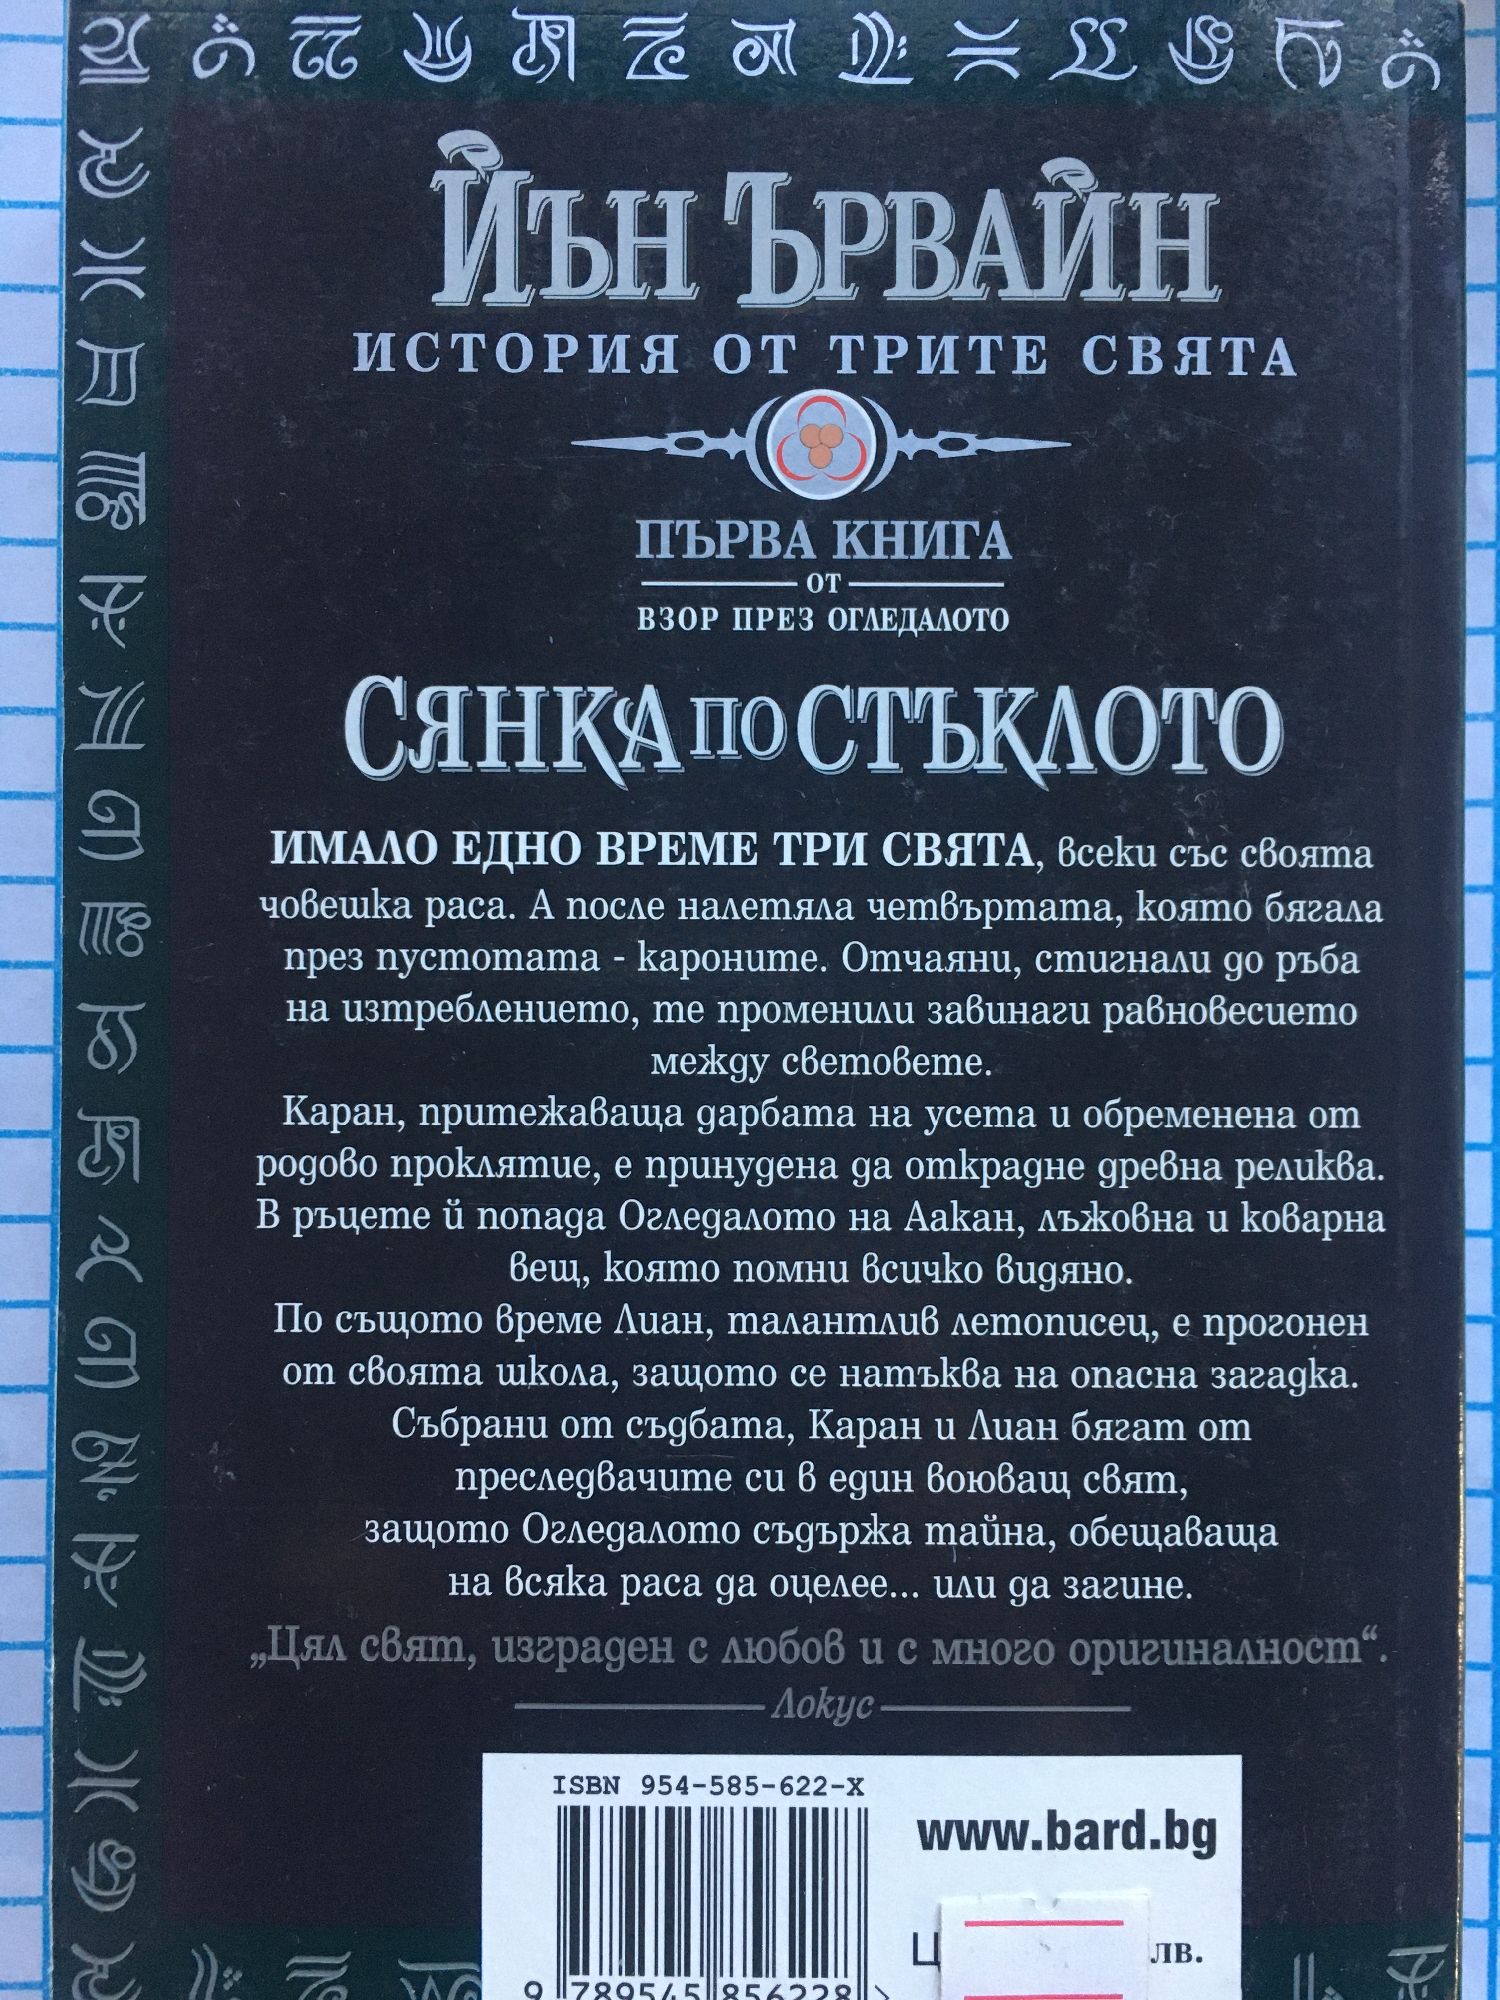 Йън Ървайн
ИСТОРИЯ ОТ ТРИТЕ СВЯТА
ПЪРВА КНИГА
ОТ
ВЗОР ПРЕЗ ОГЛЕДАЛОТО
Сянка по Стъклото
ИМАЛО ЕДНО ВРЕМЕ ТРИ СВЯТА, всеки със своята
човешка раса. А после налетяла четвъртата, която бягала
през пустотата - кароните. Отчаяни, стигнали до ръба
на изтреблението, те променили завинаги равновесието
между световете.
Каран, притежаваща дарбата на усета и обременена от
родово проклятие, е принудена да открадне древна реликва.
В ръцете й попада Огледалото на Аакан, лъжовна и коварна
вещ, която помни всичко видяно.
По същото време Лиан, талантлив летописец, е прогонен
от своята школа, защото се натъква на опасна загадка.
Събрани от съдбата, Каран и Лиан бягат от
преследвачите си в един воюващ свят,
защото Огледалото съдържа тайна, обещаваща
на всяка раса да оцелее... или да загине.
„Цял свят, изграден с любов и с много оригиналност“.
Локус
ISBN 954-585-622-X
www.bard.bg
Ц лв.
9 789545 856228 >